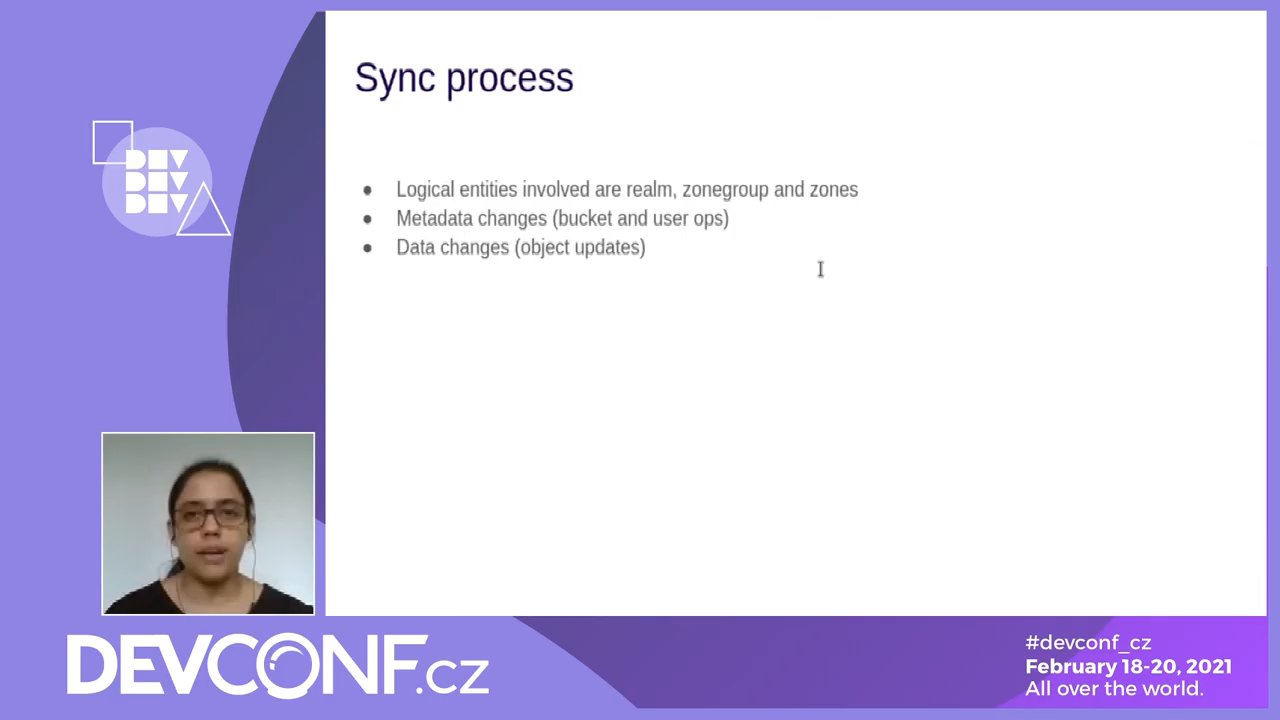 Sync process
● Logical entities involved are realm, zonegroup and zones
● Metadata changes (bucket and user ops)
● Data changes (object updates)
DEV
DEV
DEV
DEVCONF.cz
#devconf_cz
February 18-20, 2021
All over the world.